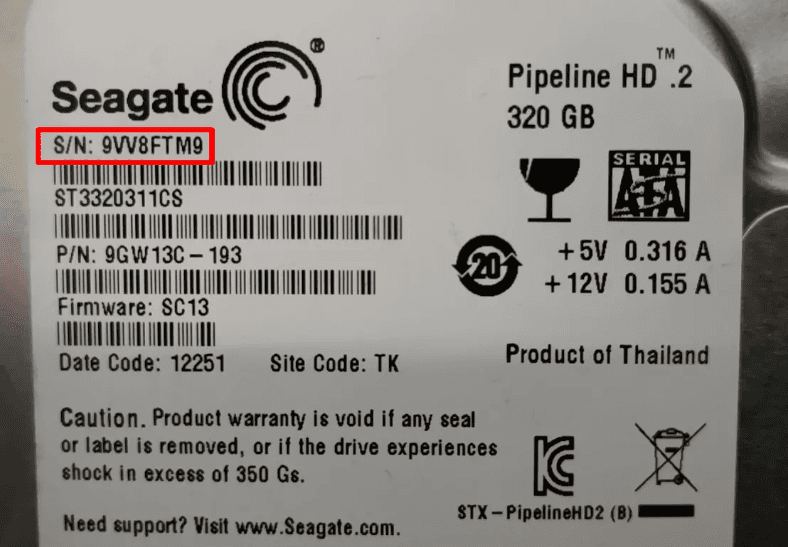 Seagate®
S/N: 9VV8FTM9
ST3320311CS
P/N: 9GW13C-193
Firmware: SC13
Date Code: 12251 Site Code: TK
Pipeline HD™.2
320 GB
SERIAL
ATA
20
+5V 0.316 A
+12V 0.155 A
Product of Thailand
Caution. Product warranty is void if any seal
or label is removed, or if the drive experiences
shock in excess of 350 Gs.
Need support? Visit www.Seagate.com.
STX-PipelineHD2 (B)